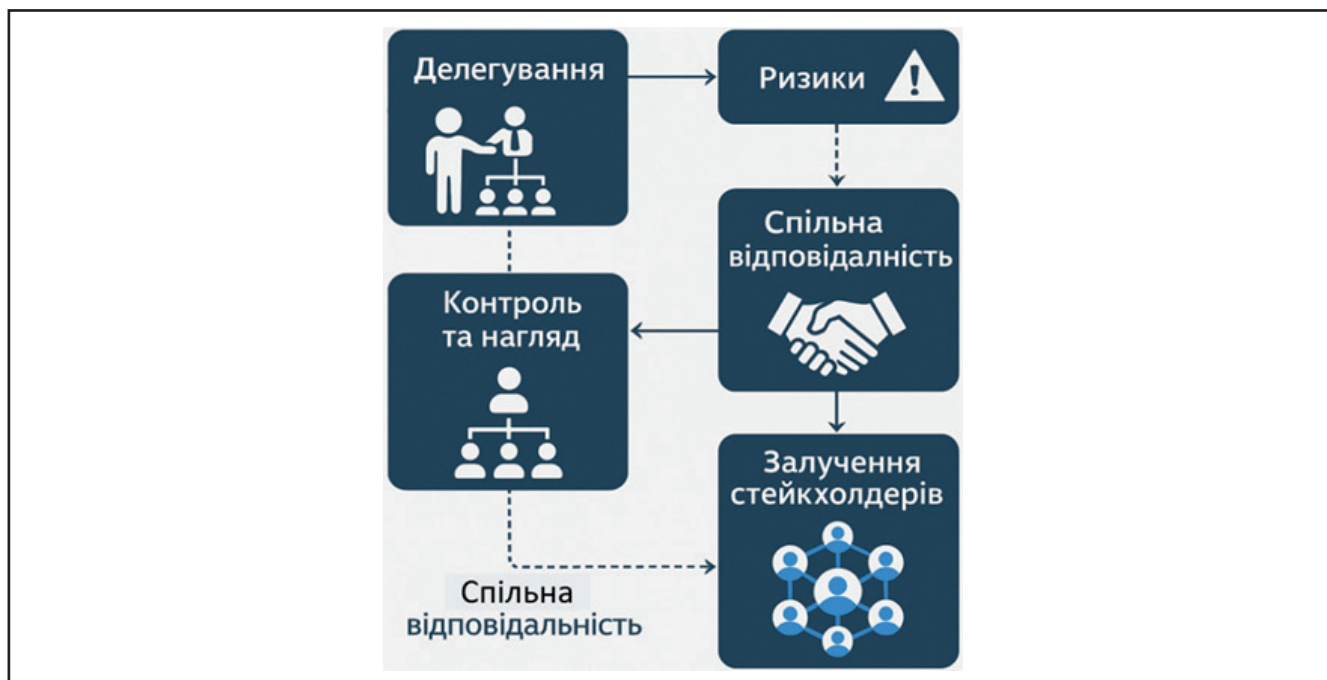 Делегування
Ризики
Спільна
відповідалність
Контроль
та нагляд
Залучення
стейкхолдерів
Спільна
відповідальність